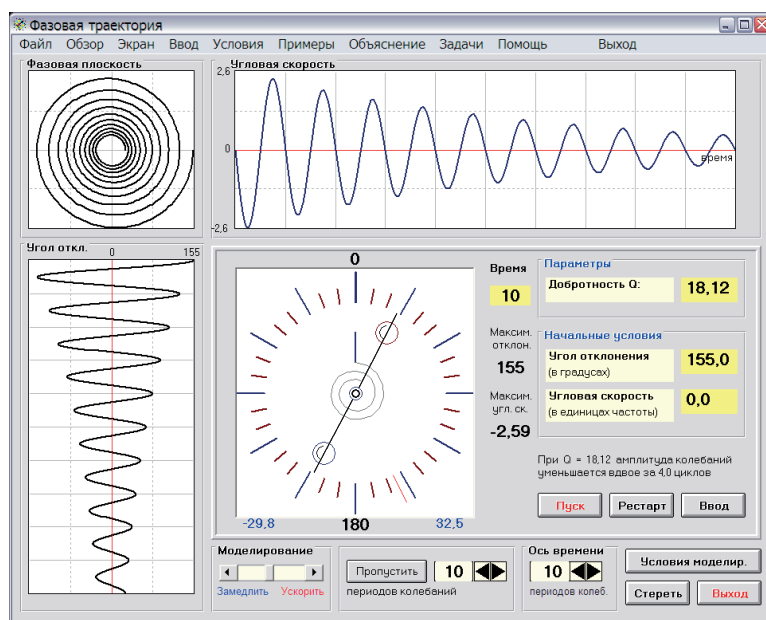 Фазовая траектория
Файл Обзор Экран Ввод Условия Примеры Объяснение Задачи Помощь Выход
Фазовая плоскость
Угловая скорость
2,6
0
время
-2,6
Угол откл.
0
155
0
180
-29,8
32,5
Время
10
Максим.
отклон.
155
Максим.
угл. ск.
-2,59
Параметры
Добротность Q:
18,12
Начальные условия
Угол отклонения
(в градусах)
155,0
Угловая скорость
(в единицах частоты)
0,0
При Q = 18,12 амплитуда колебаний
уменьшается вдвое за 4,0 циклов
Пуск
Рестарт
Ввод
Моделирование
Замедлить Ускорить
Пропустить
10
периодов колебаний
Ось времени
10
периодов колеб.
Условия моделир.
Стереть
Выход